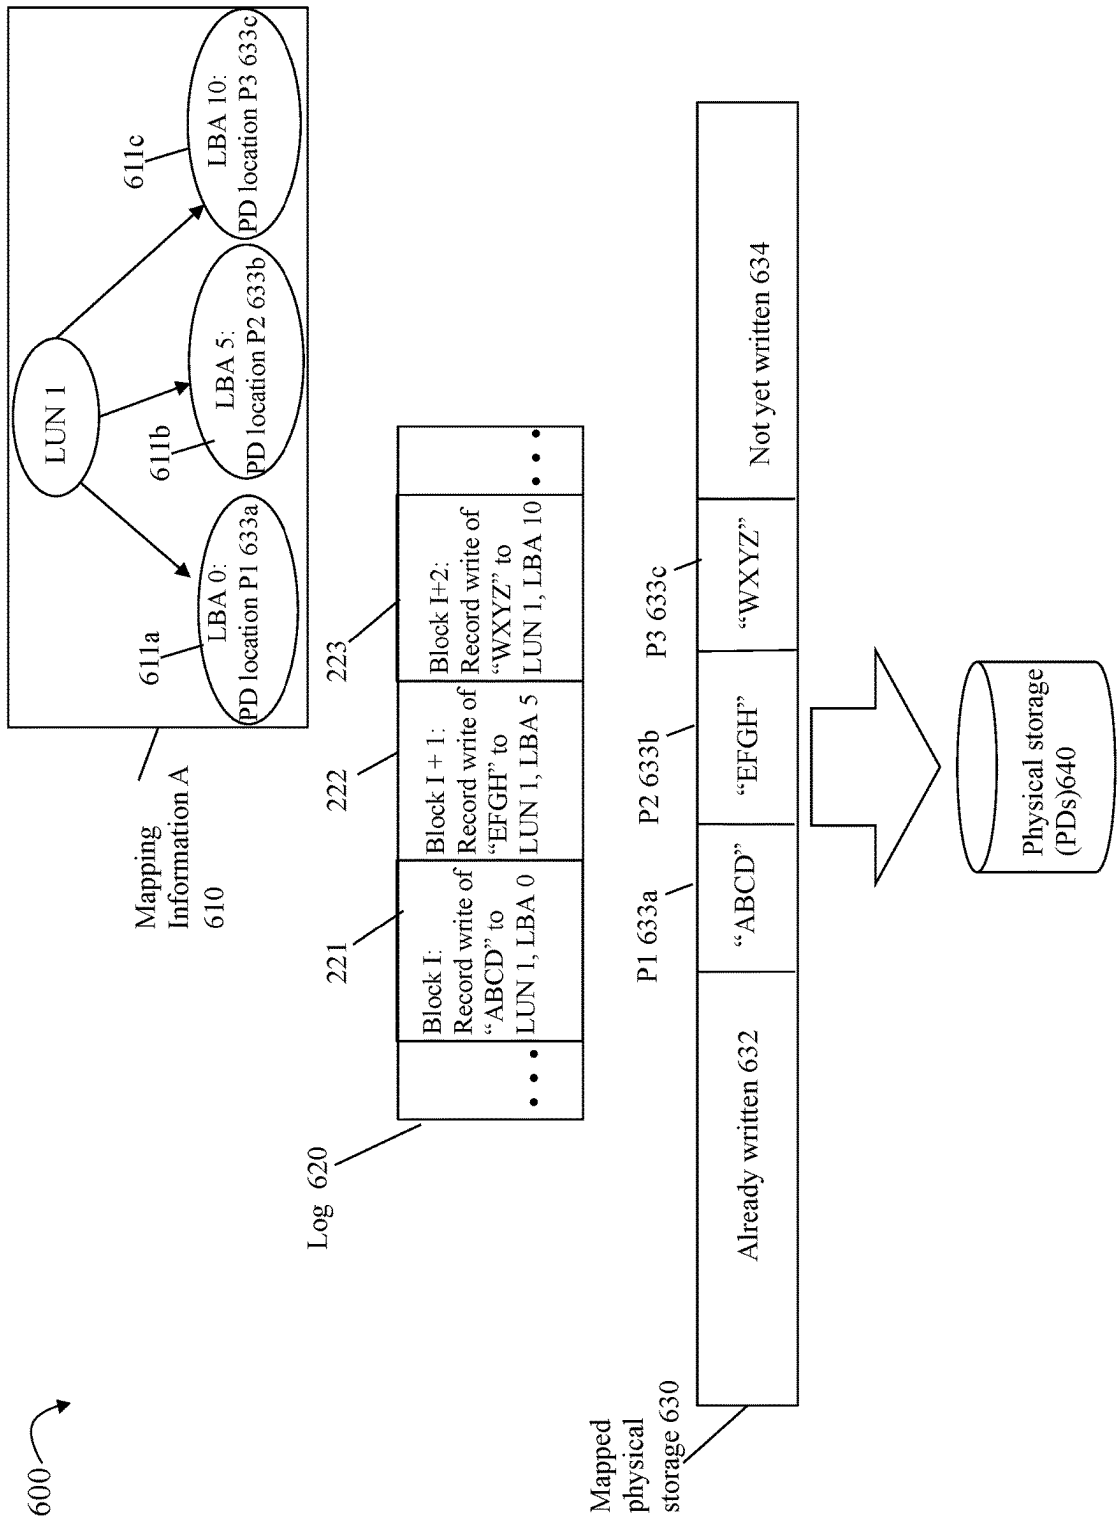 600
Mapping
Information A
610
LUN 1
611a
LBA 0:
PD location P1 633a
611b
LBA 5:
PD location P2 633b
611c
LBA 10:
PD location P3 633c
Log 620
221
222
223
Block I:
Record write of
“ABCD” to
LUN 1, LBA 0
Block I + 1:
Record write of
“EFGH” to
LUN 1, LBA 5
Block I+2:
Record write of
“WXYZ” to
LUN 1, LBA 10
Mapped
physical
storage 630
P1 633a
P2 633b
P3 633c
Already written 632
“ABCD”
“EFGH”
“WXYZ”
Not yet written 634
Physical storage
(PDs)640